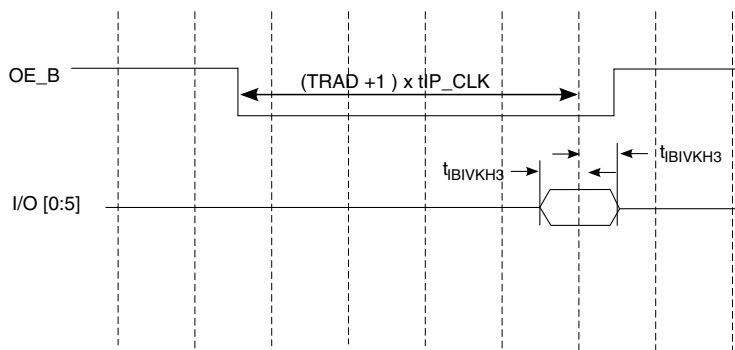 OE_B
(TRAD +1 ) x tIP_CLK
tIBIVKH3
tIBIVKH3
I/O [0:5]